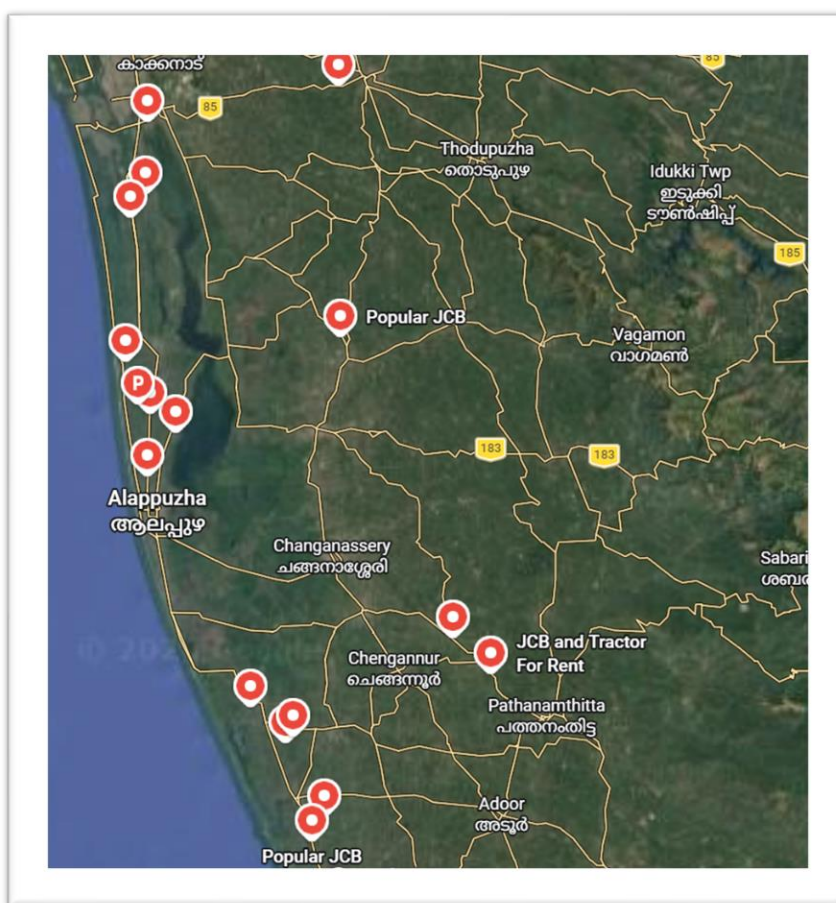 കാക്കനാട്
85
85
Thodupuzha
തൊടുപുഴ
Idukki Twp
ഇടുക്കി
ടൗൺഷിപ്പ്
185
Popular JCB
Vagamon
വാഗമൺ
P
183
183
Alappuzha
ആലപ്പുഴ
Changanassery
ചങ്ങനാശ്ശേരി
Sabari
ശബര
JCB and Tractor
For Rent
Chengannur
ചെങ്ങന്നൂർ
Pathanamthitta
പത്തനംതിട്ട
Adoor
അടൂർ
Popular JCB